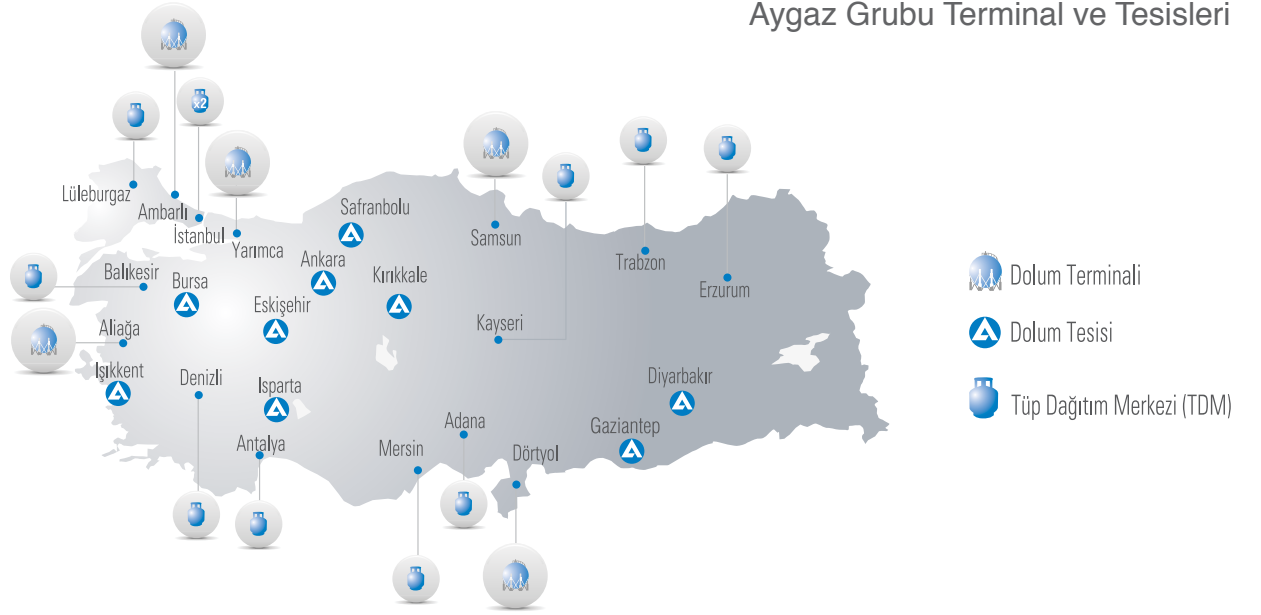 Aygaz Grubu Terminal ve Tesisleri
x2
Lüleburgaz
Ambarlı
İstanbul
Yarımca
Safranbolu
Samsun
Trabzon
Erzurum
Balıkesir
Bursa
Ankara
Kırıkkale
Eskişehir
Kayseri
Aliağa
Işıkkent
Denizli
Isparta
Diyarbakır
Antalya
Mersin
Adana
Dörtyol
Gaziantep
Dolum Terminali
Dolum Tesisi
Tüp Dağıtım Merkezi (TDM)